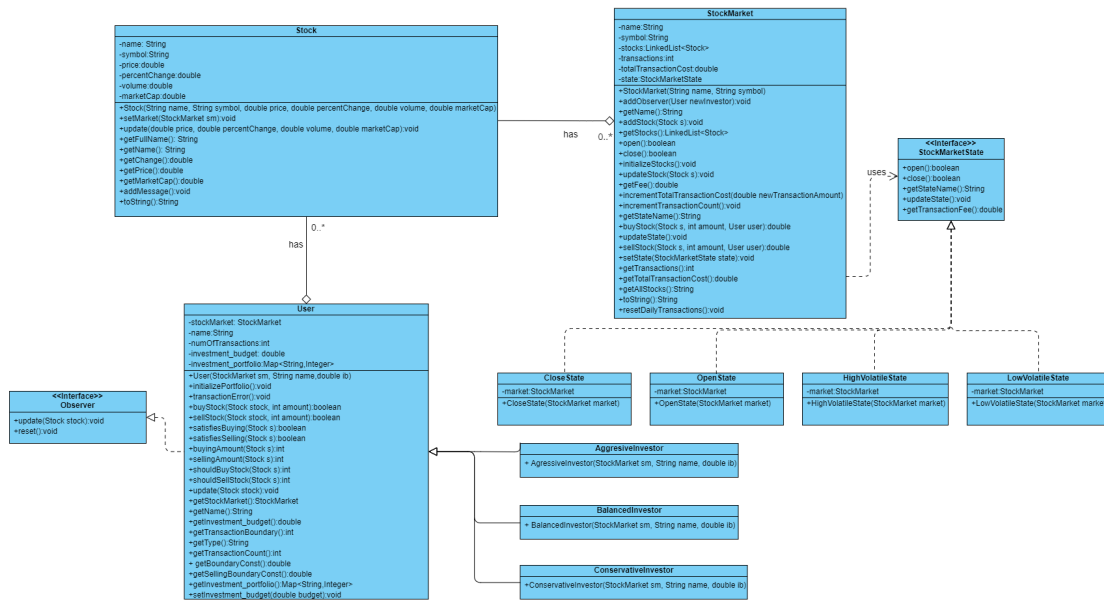 Stock
-name: String
-symbol:String
-price:double
-percentChange:double
-volume:double
-marketCap:double
+Stock(String name, String symbol, double price, double percentChange, double volume, double marketCap)
+setMarket(StockMarket sm):void
+update(double price, double percentChange, double volume, double marketCap):void
+getFullName(): String
+getName(): String
+getChange():double
+getPrice():double
+getMarketCap():double
+addMessage():void
+toString():String
has
0..*
StockMarket
-name:String
-symbol:String
-stocks:LinkedList<Stock>
-transactions:int
-totalTransactionCost:double
-state:StockMarketState
+StockMarket(String name, String symbol)
+addObserver(User newInvestor):void
+getName():String
+addStock(Stock s):void
+getStocks():LinkedList<Stock>
+open():boolean
+close():boolean
+initializeStocks():void
+updateStock(Stock s):void
+getFee():double
+incrementTotalTransactionCost(double newTransactionAmount)
+incrementTransactionCount():void
+getStateName():String
+buyStock(Stock s, int amount, User user):double
+updateState():void
+sellStock(Stock s, int amount, User user):double
+setState(StockMarketState state):void
+getTransactions():int
+getTotalTransactionCost():double
+getAllStocks():String
+toString():String
+resetDailyTransactions():void
uses
<<Interface>>
StockMarketState
+open():boolean
+close():boolean
+getStateName():String
+updateState():void
+getTransactionFee():double
0..*
has
User
-stockMarket: StockMarket
-name:String
-numOfTransactions:int
-investment_budget: double
-investment_portfolio:Map<String,Integer>
+User(StockMarket sm, String name,double ib)
+initializePortfolio():void
+transactionError():void
+buyStock(Stock stock, int amount):boolean
+sellStock(Stock stock, int amount):boolean
+satisfiesBuying(Stock s):boolean
+satisfiesSelling(Stock s):boolean
+buyingAmount(Stock s):int
+sellingAmount(Stock s):int
+shouldBuyStock(Stock s):int
+shouldSellStock(Stock s):int
+update(Stock stock):void
+getStockMarket():StockMarket
+getName():String
+getInvestment_budget():double
+getTransactionBoundary():int
+getType():String
+getTransactionCount():int
+ getBoundaryConst():double
+getSellingBoundaryConst():double
+getInvestment_portfolio():Map<String,Integer>
+setInvestment_budget(double budget):void
<<Interface>>
Observer
+update(Stock stock):void
+reset():void
CloseState
-market:StockMarket
+CloseState(StockMarket market)
OpenState
-market:StockMarket
+OpenState(StockMarket market)
HighVolatileState
-market:StockMarket
+HighVolatileState(StockMarket market)
LowVolatileState
-market:StockMarket
+LowVolatileState(StockMarket market)
AggresiveInvestor
+ AgressiveInvestor(StockMarket sm, String name, double ib)
BalancedInvestor
+ BalancedInvestor(StockMarket sm, String name, double ib)
ConservativeInvestor
+ConservativeInvestor(StockMarket sm, String name, double ib)